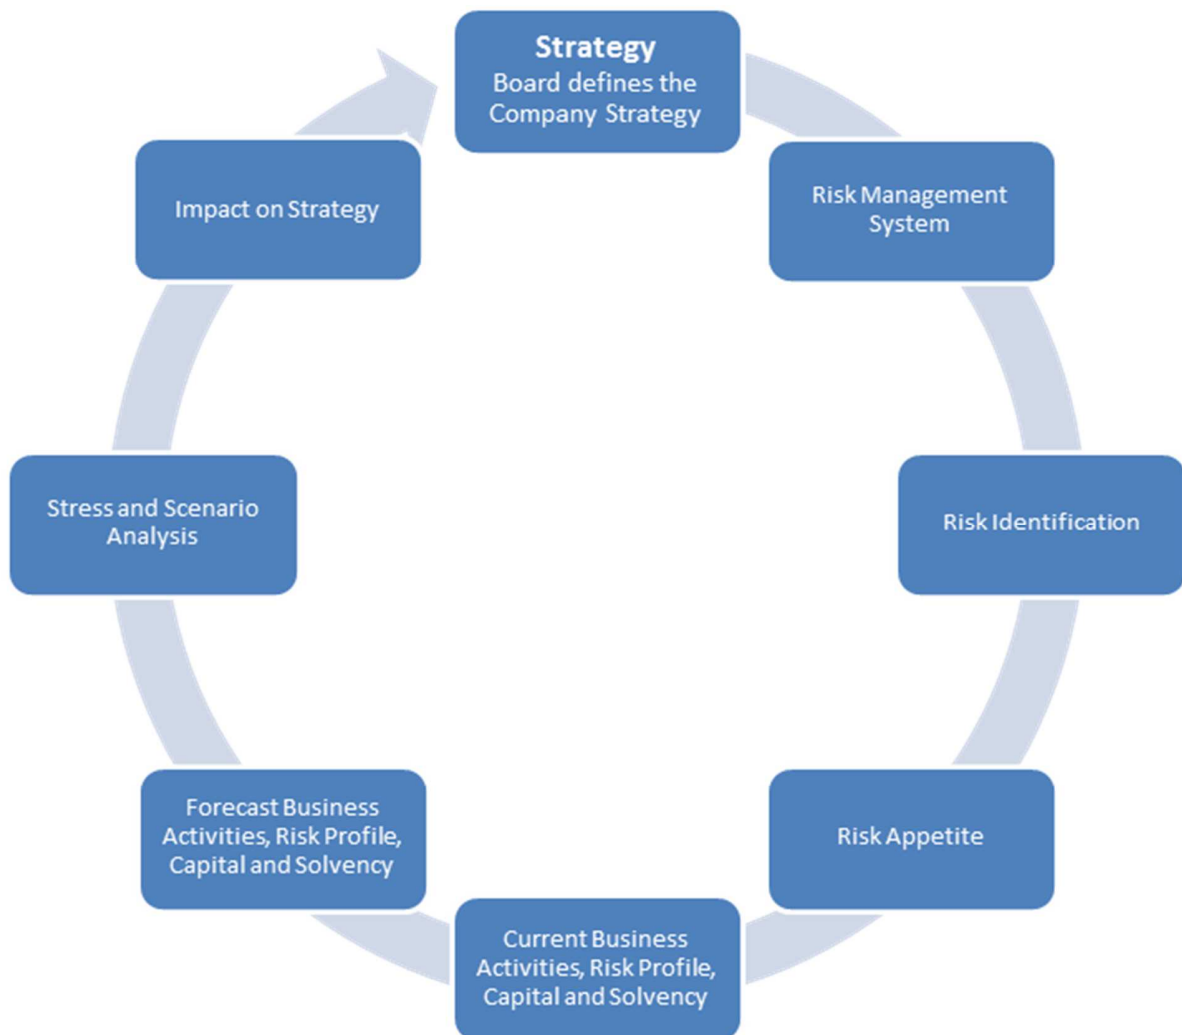 Strategy
Board defines the
Company Strategy
Risk Management
System
Risk Identification
Risk Appetite
Current Business
Activities, Risk Profile,
Capital and Solvency
Forecast Business
Activities, Risk Profile,
Capital and Solvency
Stress and Scenario
Analysis
Impact on Strategy